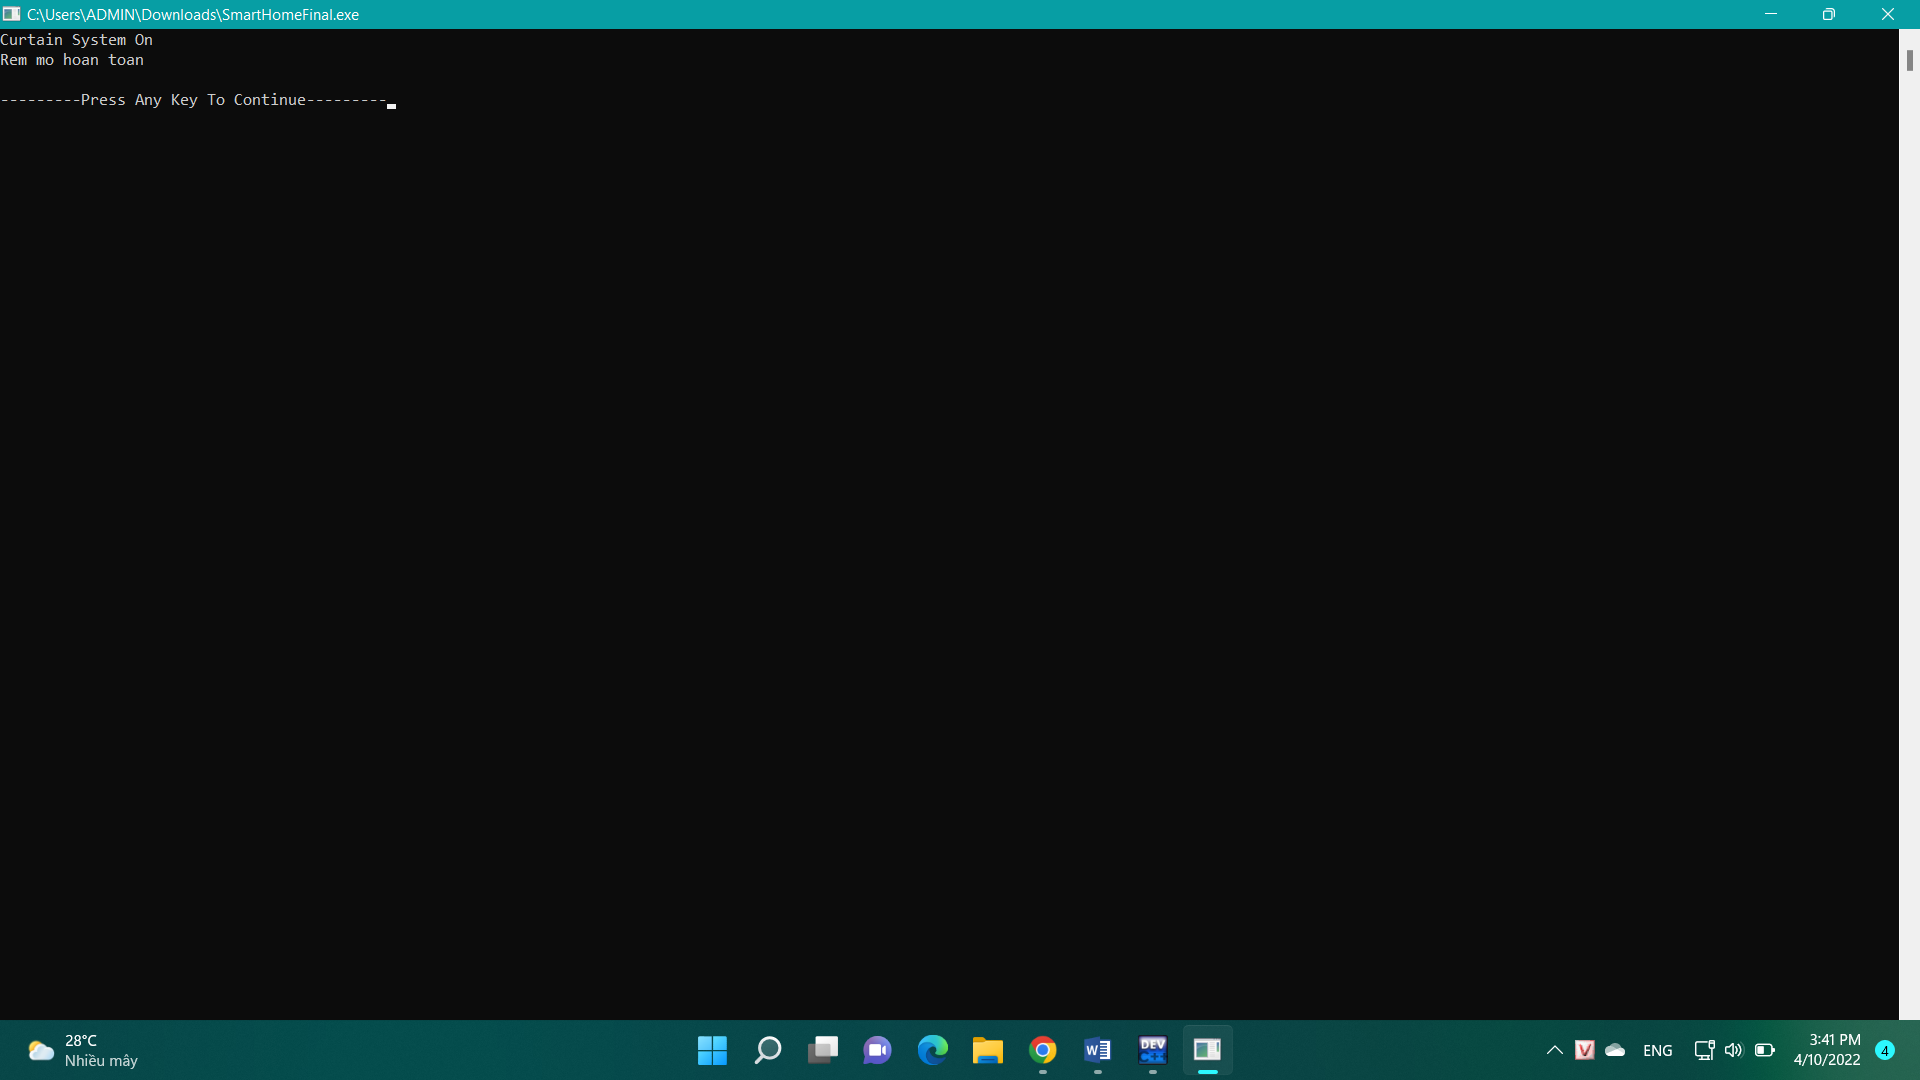 C:\Users\ADMIN\Downloads\SmartHomeFinal.exe
Curtain System On
Rem mo hoan toan
---------Press Any Key To Continue---------
28°C
Nhiều mây
W
DEV
C++
V
ENG
3:41 PM
4/10/2022
4